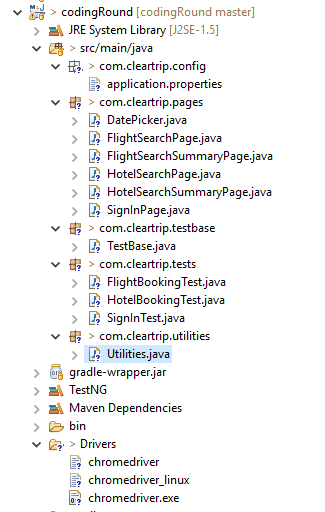 > codingRound [codingRound master]
JRE System Library [J2SE-1.5]
> src/main/java
> com.cleartrip.config
application.properties
> com.cleartrip.pages
DatePicker.java
FlightSearchPage.java
FlightSearchSummaryPage.java
HotelSearchPage.java
HotelSearchSummaryPage.java
SignInPage.java
> com.cleartrip.testbase
TestBase.java
> com.cleartrip.tests
FlightBookingTest.java
HotelBookingTest.java
SignInTest.java
> com.cleartrip.utilities
Utilities.java
gradle-wrapper.jar
TestNG
Maven Dependencies
bin
> Drivers
chromedriver
chromedriver_linux
chromedriver.exe